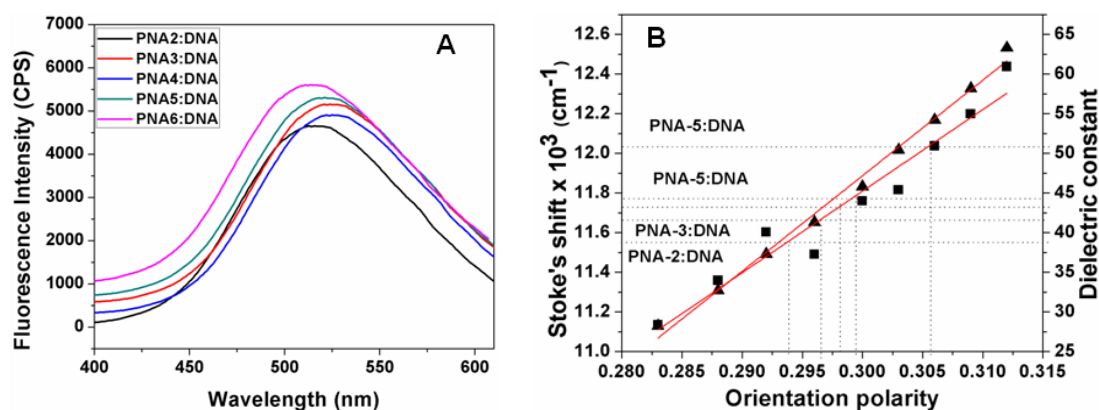 A
PNA2:DNA
PNA3:DNA
PNA4:DNA
PNA5:DNA
PNA6:DNA
Fluorescence Intensity (CPS)
7000
6000
5000
4000
3000
2000
1000
0
400
450
500
550
600
Wavelength (nm)
B
Stoke's shift x 10³ (cm⁻¹)
12.6
12.4
12.2
12.0
11.8
11.6
11.4
11.2
11.0
PNA-5:DNA
PNA-5:DNA
PNA-3:DNA
PNA-2:DNA
65
60
55
50
45
40
35
30
25
Dielectric constant
0.280
0.285
0.290
0.295
0.300
0.305
0.310
0.315
Orientation polarity